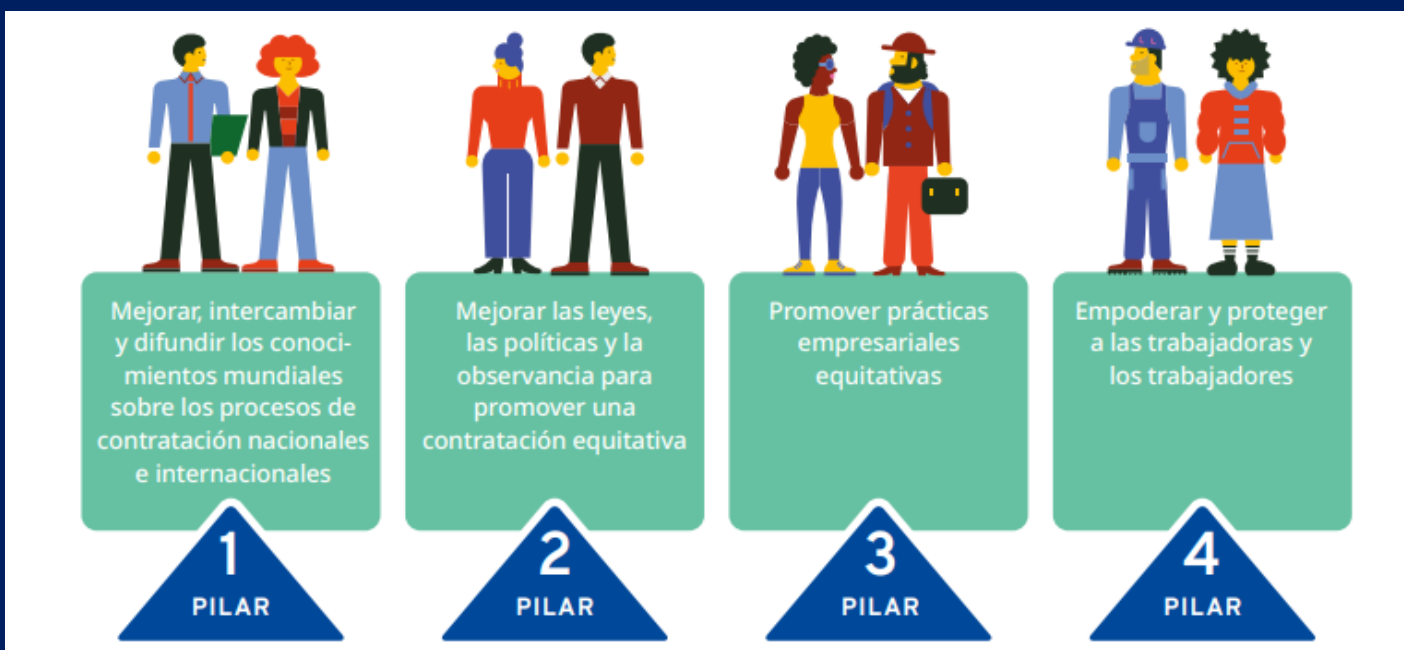 Mejorar, intercambiar
y difundir los conoci-
mientos mundiales
sobre los procesos de
contratación nacionales
e internacionales
1
PILAR
Mejorar las leyes,
las políticas y la
observancia para
promover una
contratación equitativa
2
PILAR
Promover prácticas
empresariales
equitativas
3
PILAR
Empoderar y proteger
a las trabajadoras y
los trabajadores
4
PILAR